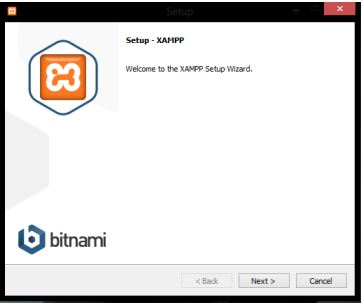 Setup
Setup - XAMPP
Welcome to the XAMPP Setup Wizard.
bitnami
< Back
Next >
Cancel